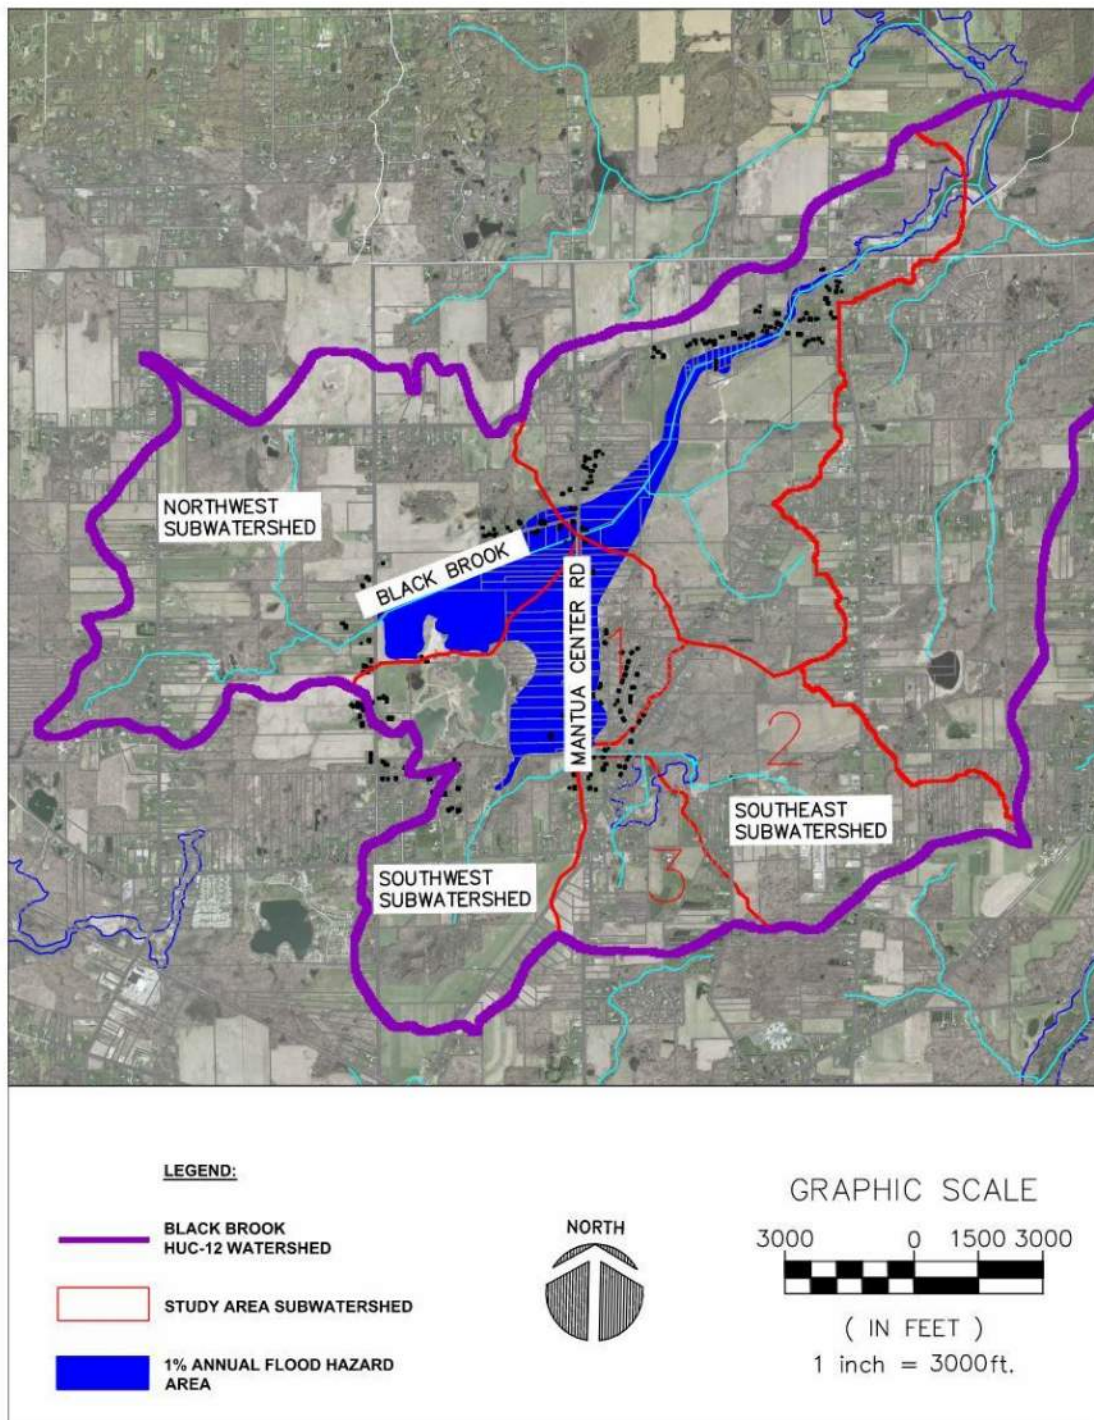 NORTHWEST
SUBWATERSHED
BLACK BROOK
MANTUA CENTER RD
1
2
SOUTHEAST
SUBWATERSHED
3
SOUTHWEST
SUBWATERSHED
LEGEND:
BLACK BROOK
HUC-12 WATERSHED
STUDY AREA SUBWATERSHED
1% ANNUAL FLOOD HAZARD
AREA
NORTH
GRAPHIC SCALE
3000 0 1500 3000
( IN FEET )
1 inch = 3000ft.